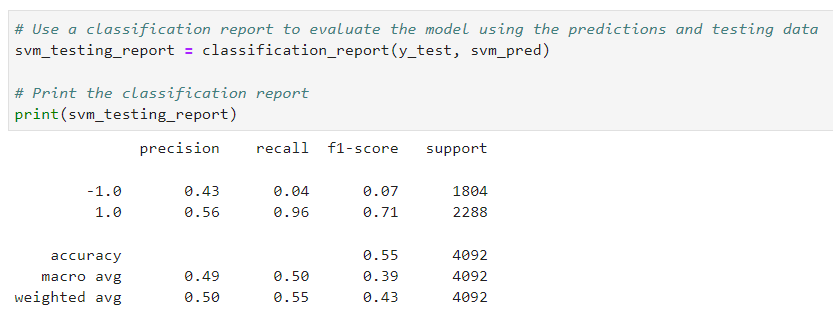 # Use a classification report to evaluate the model using the predictions and testing data
svm_testing_report = classification_report(y_test, svm_pred)
# Print the classification report
print(svm_testing_report)
precision recall f1-score support
-1.0 0.43 0.04 0.07 1804
1.0 0.56 0.96 0.71 2288
accuracy 0.55 4092
macro avg 0.49 0.50 0.39 4092
weighted avg 0.50 0.55 0.43 4092